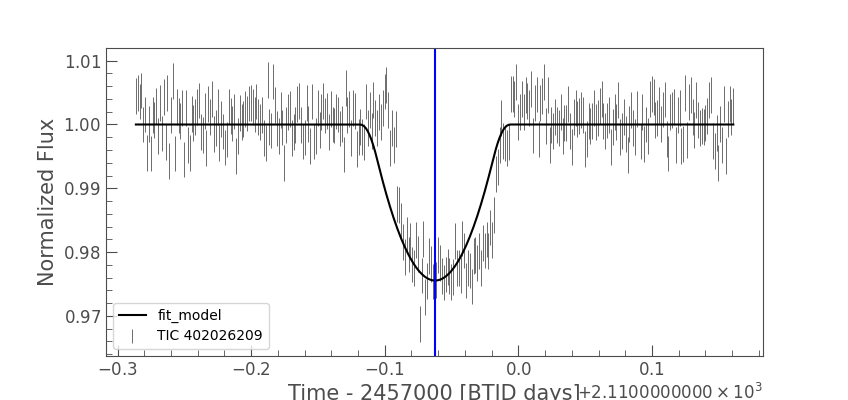 1.01
1.00
0.99
0.98
0.97
Normalized Flux
fit_model
TIC 402026209
−0.3 −0.2 −0.1 0.0 0.1
Time - 2457000 [BTJD days]
+2.1100000000 × 10³